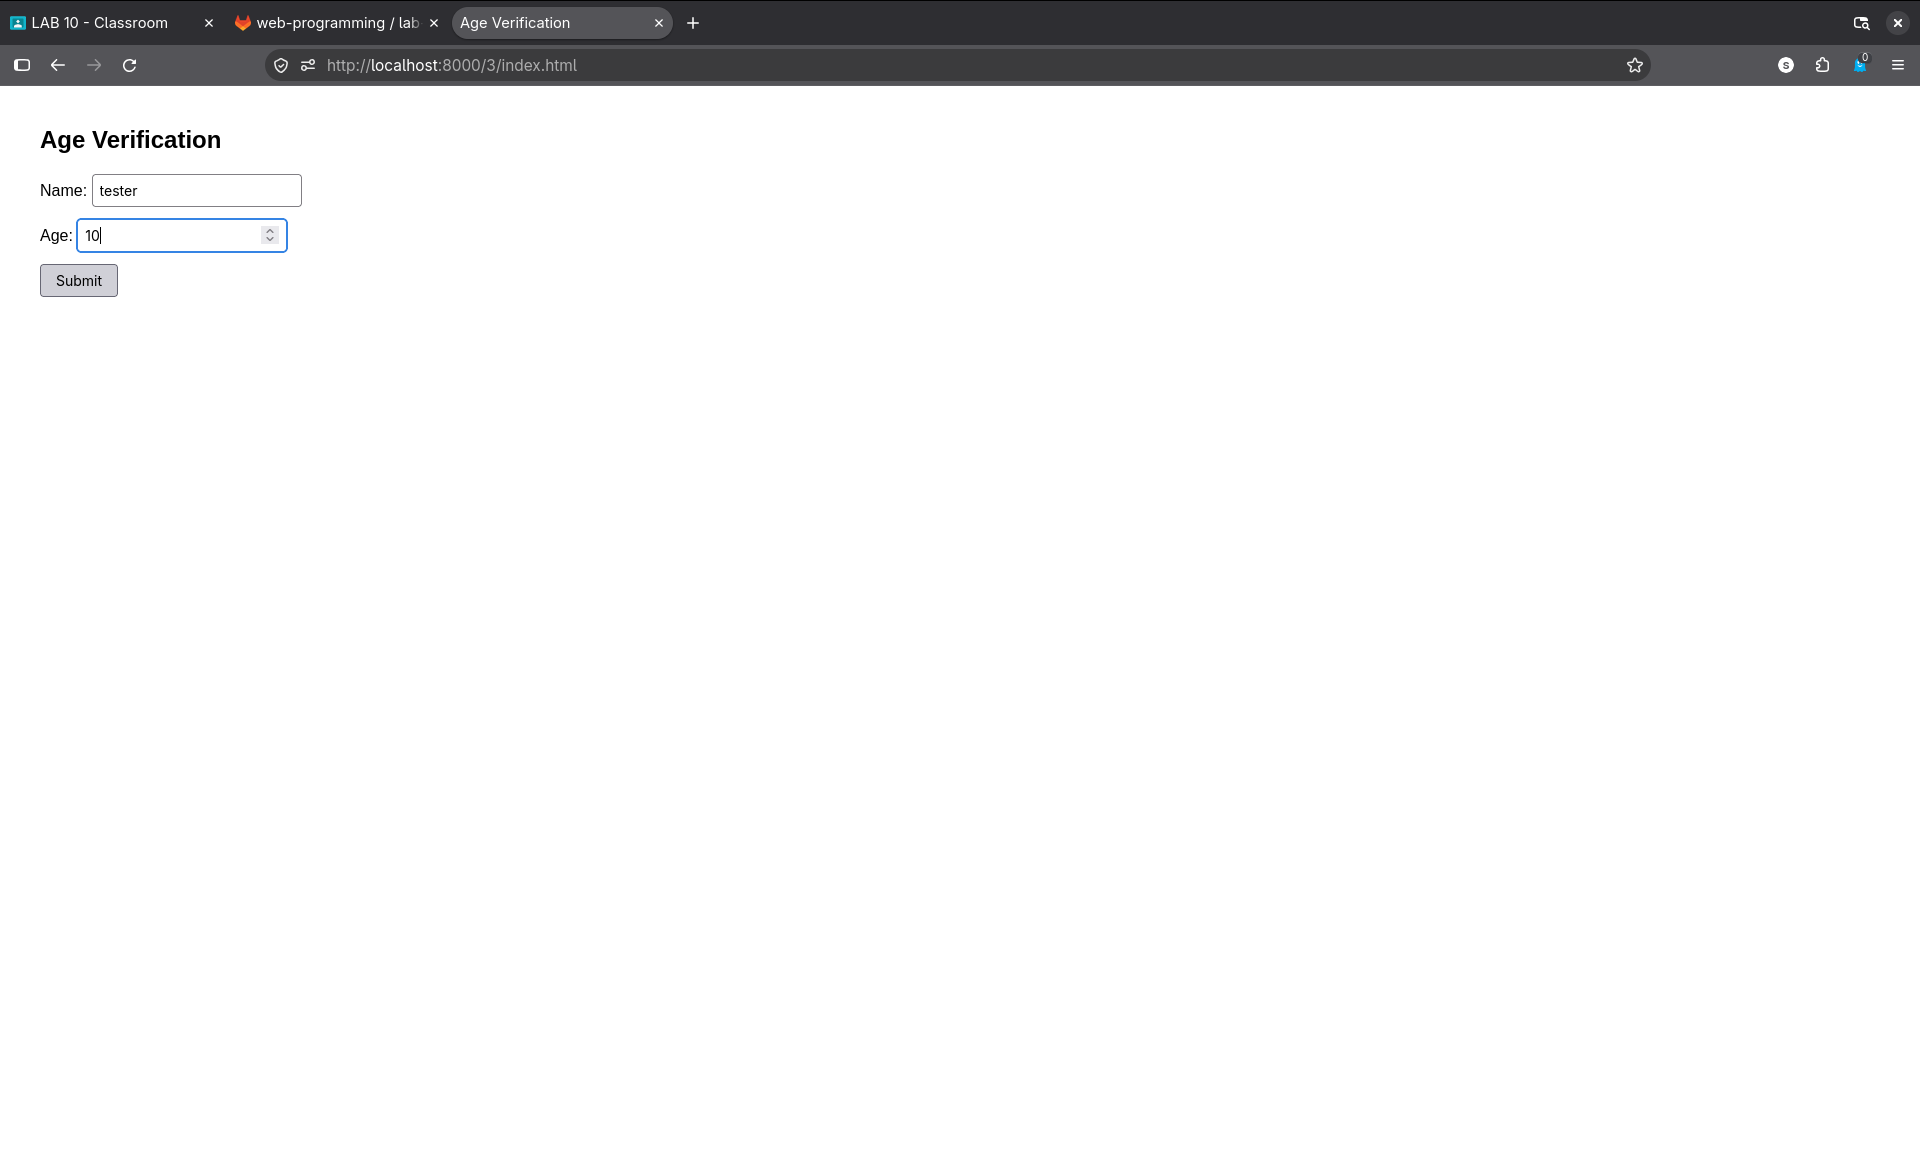 LAB 10 - Classroom
web-programming / lab
Age Verification
http://localhost:8000/3/index.html
S
0
Age Verification
Name: tester
Age: 10
Submit